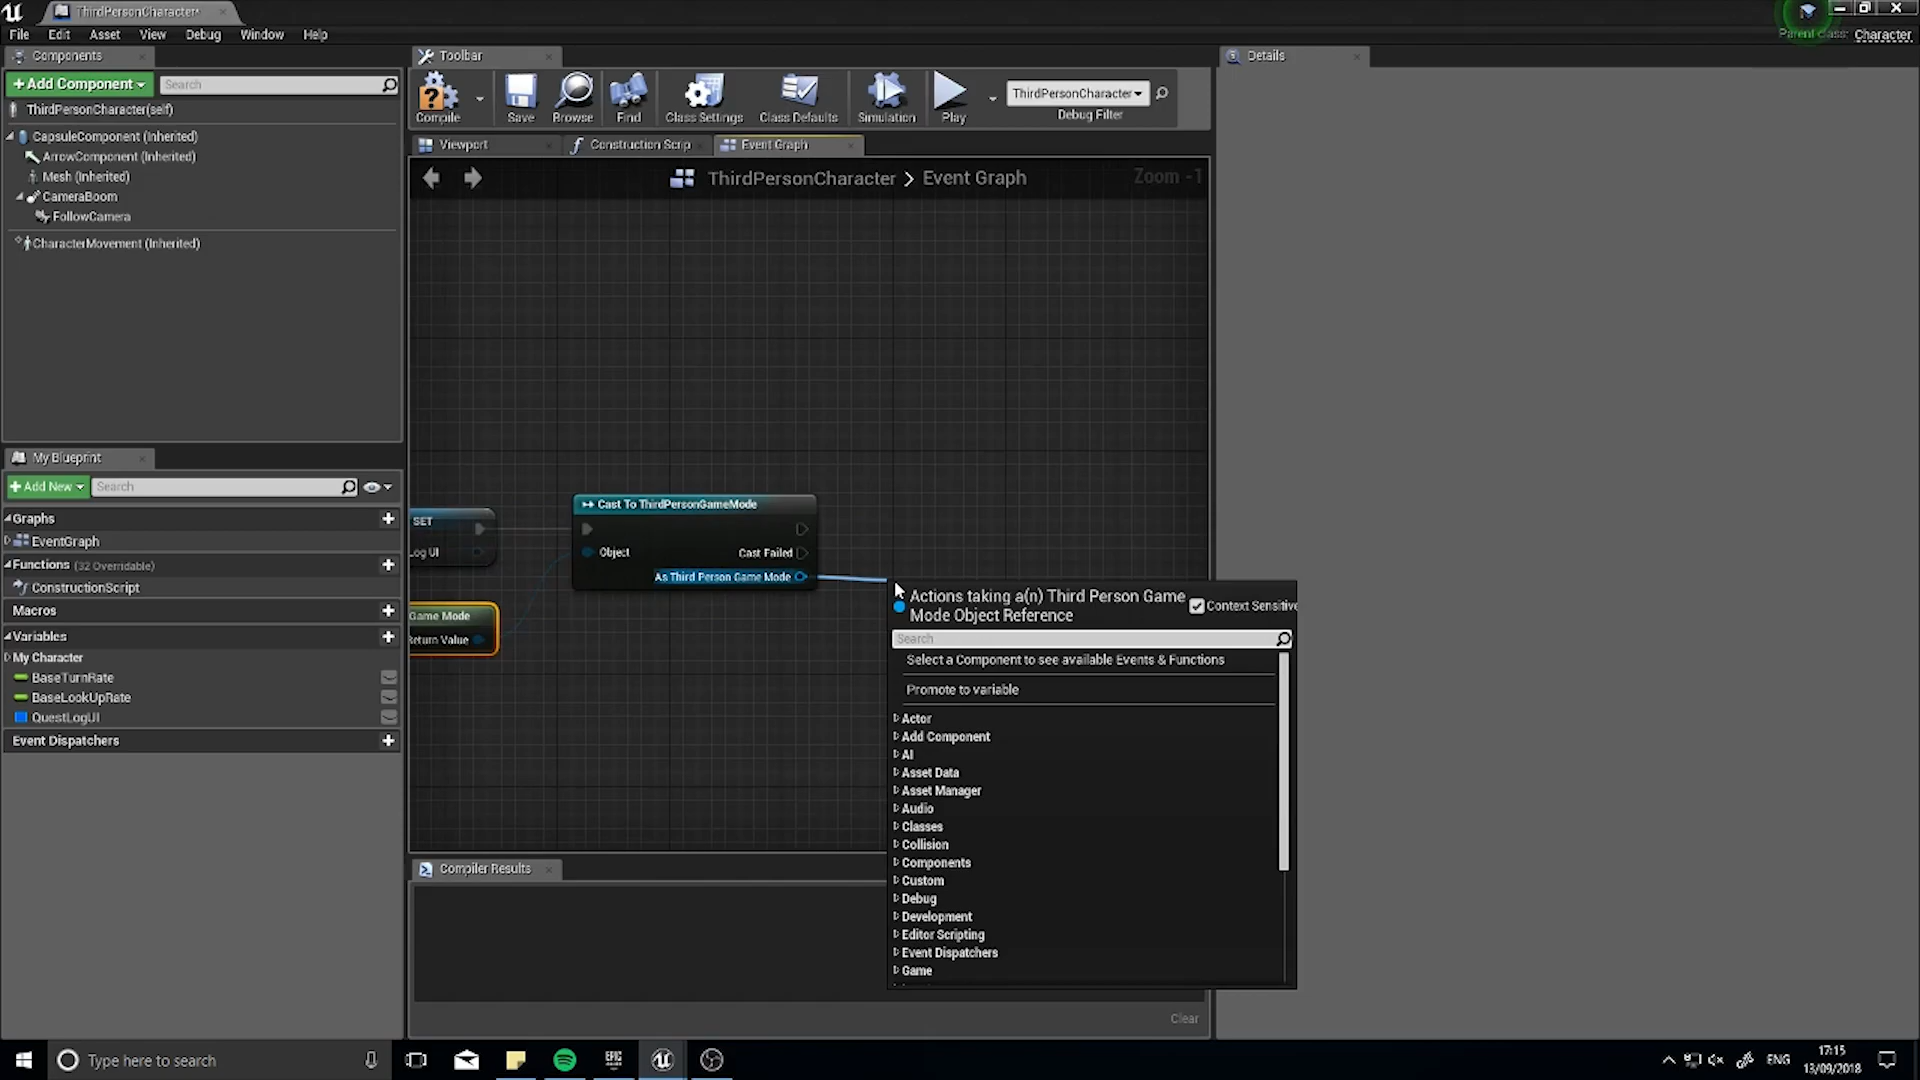 ThirdPersonCharacter*
File Edit Asset View Debug Window Help
Parent class: Character
Components
+Add Component
Search
ThirdPersonCharacter(self)
CapsuleComponent (Inherited)
ArrowComponent (Inherited)
Mesh (Inherited)
CameraBoom
FollowCamera
CharacterMovement (Inherited)
My Blueprint
+Add New
Search
Graphs
EventGraph
Functions (32 Overridable)
ConstructionScript
Macros
Variables
My Character
BaseTurnRate
BaseLookUpRate
QuestLogUI
Event Dispatchers
Toolbar
Compile Save Browse Find Class Settings Class Defaults Simulation Play
ThirdPersonCharacter
Debug Filter
Viewport Construction Scrip Event Graph
ThirdPersonCharacter > Event Graph
Zoom -1
SET
Log UI
Game Mode
Return Value
Cast To ThirdPersonGameMode
Object
Cast Failed
As Third Person Game Mode
Actions taking a(n) Third Person Game
Mode Object Reference
Context Sensitive
Search
Select a Component to see available Events & Functions
Promote to variable
Actor
Add Component
AI
Asset Data
Asset Manager
Audio
Classes
Collision
Components
Custom
Debug
Development
Editor Scripting
Event Dispatchers
Game
Compiler Results
Clear
Details
Type here to search
EPIC
ENG
17:15
13/09/2018